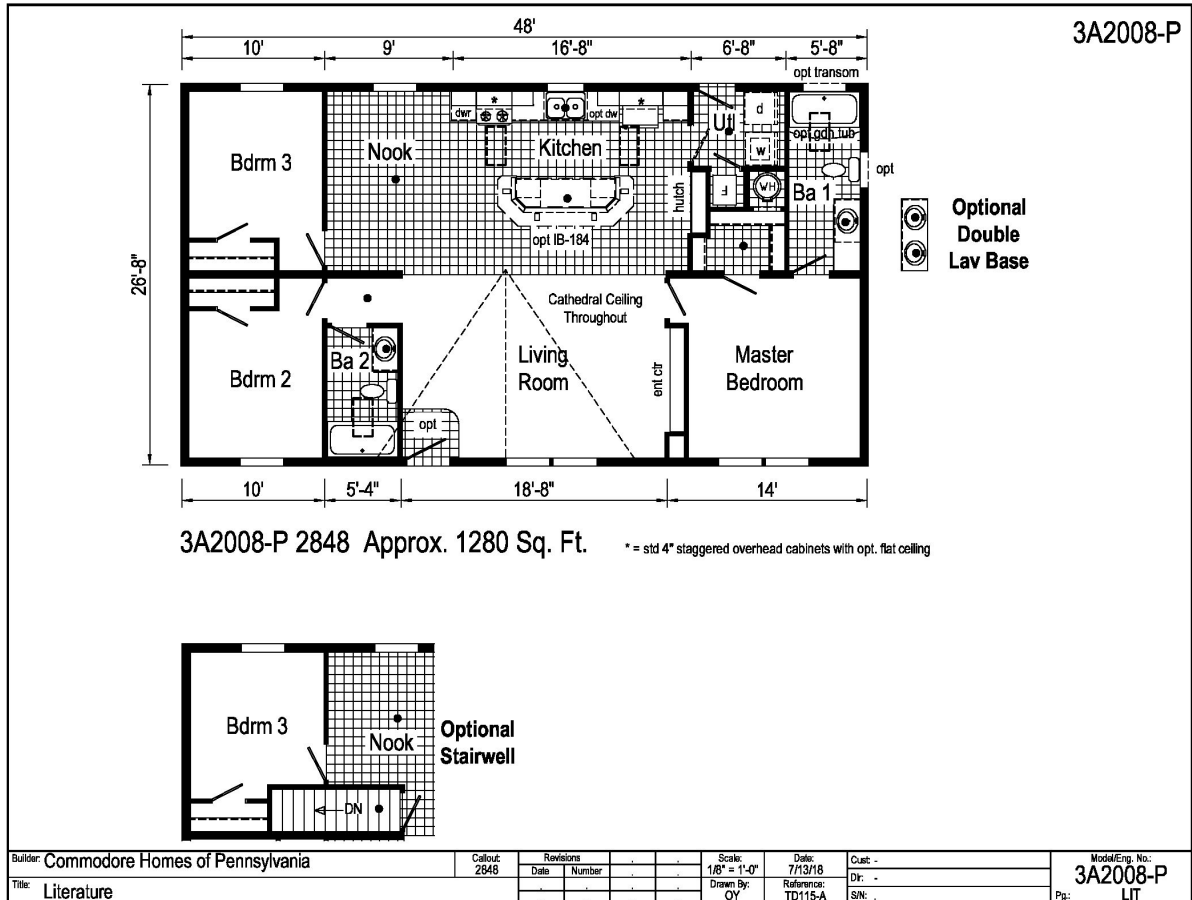 3A2008-P
48'
10' 9' 16'-8" 6'-8" 5'-8"
opt transom
26'-8"
Bdrm 3
Nook
dwr
*
opt dw
*
Kitchen
opt IB-184
hutch
Ut
d
w
F
WH
opt gdn tub
Ba 1
opt
Optional
Double
Lav Base
Cathedral Ceiling
Throughout
Bdrm 2
Ba 2
opt
Living
Room
ent ctr
Master
Bedroom
10' 5'-4" 18'-8" 14'
3A2008-P 2848 Approx. 1280 Sq. Ft.
* = std 4" staggered overhead cabinets with opt. flat ceiling
Bdrm 3
Nook
DN
Optional
Stairwell
Builder: Commodore Homes of Pennsylvania
Title: Literature
Callout:
2848
Revisions
Date Number
Scale:
1/8" = 1'-0"
Drawn By:
OY
Date:
7/13/18
Reference:
TD115-A
Cust: -
Dir: -
S/N: .
Model/Eng. No.:
3A2008-P
Pg.: LIT